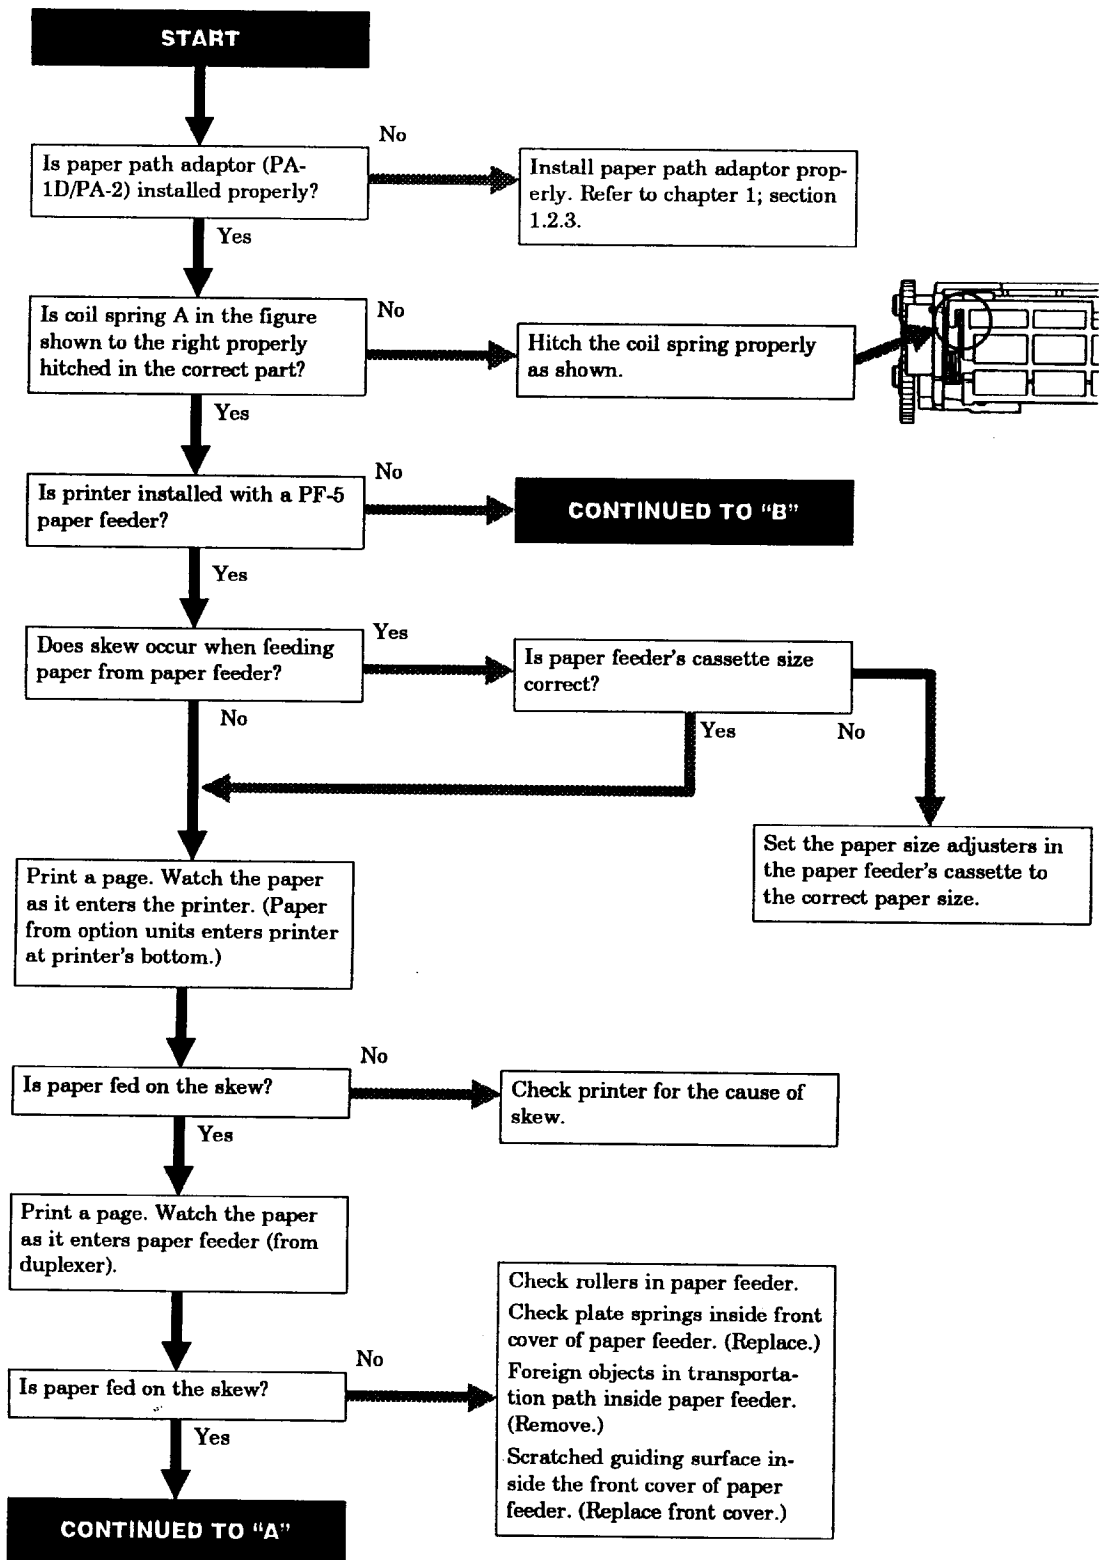 START
No
Is paper path adaptor (PA-
1D/PA-2) installed properly?
Install paper path adaptor prop-
erly. Refer to chapter 1; section
1.2.3.
Yes
Is coil spring A in the figure
shown to the right properly
hitched in the correct part?
No
Hitch the coil spring properly
as shown.
Yes
Is printer installed with a PF-5
paper feeder?
No
CONTINUED TO "B"
Yes
Does skew occur when feeding
paper from paper feeder?
Yes
Is paper feeder's cassette size
correct?
No
Yes
No
Set the paper size adjusters in
the paper feeder's cassette to
the correct paper size.
Print a page. Watch the paper
as it enters the printer. (Paper
from option units enters printer
at printer's bottom.)
Is paper fed on the skew?
No
Check printer for the cause of
skew.
Yes
Print a page. Watch the paper
as it enters paper feeder (from
duplexer).
Is paper fed on the skew?
No
Check rollers in paper feeder.
Check plate springs inside front
cover of paper feeder. (Replace.)
Foreign objects in transporta-
tion path inside paper feeder.
(Remove.)
Scratched guiding surface in-
side the front cover of paper
feeder. (Replace front cover.)
Yes
CONTINUED TO "A"